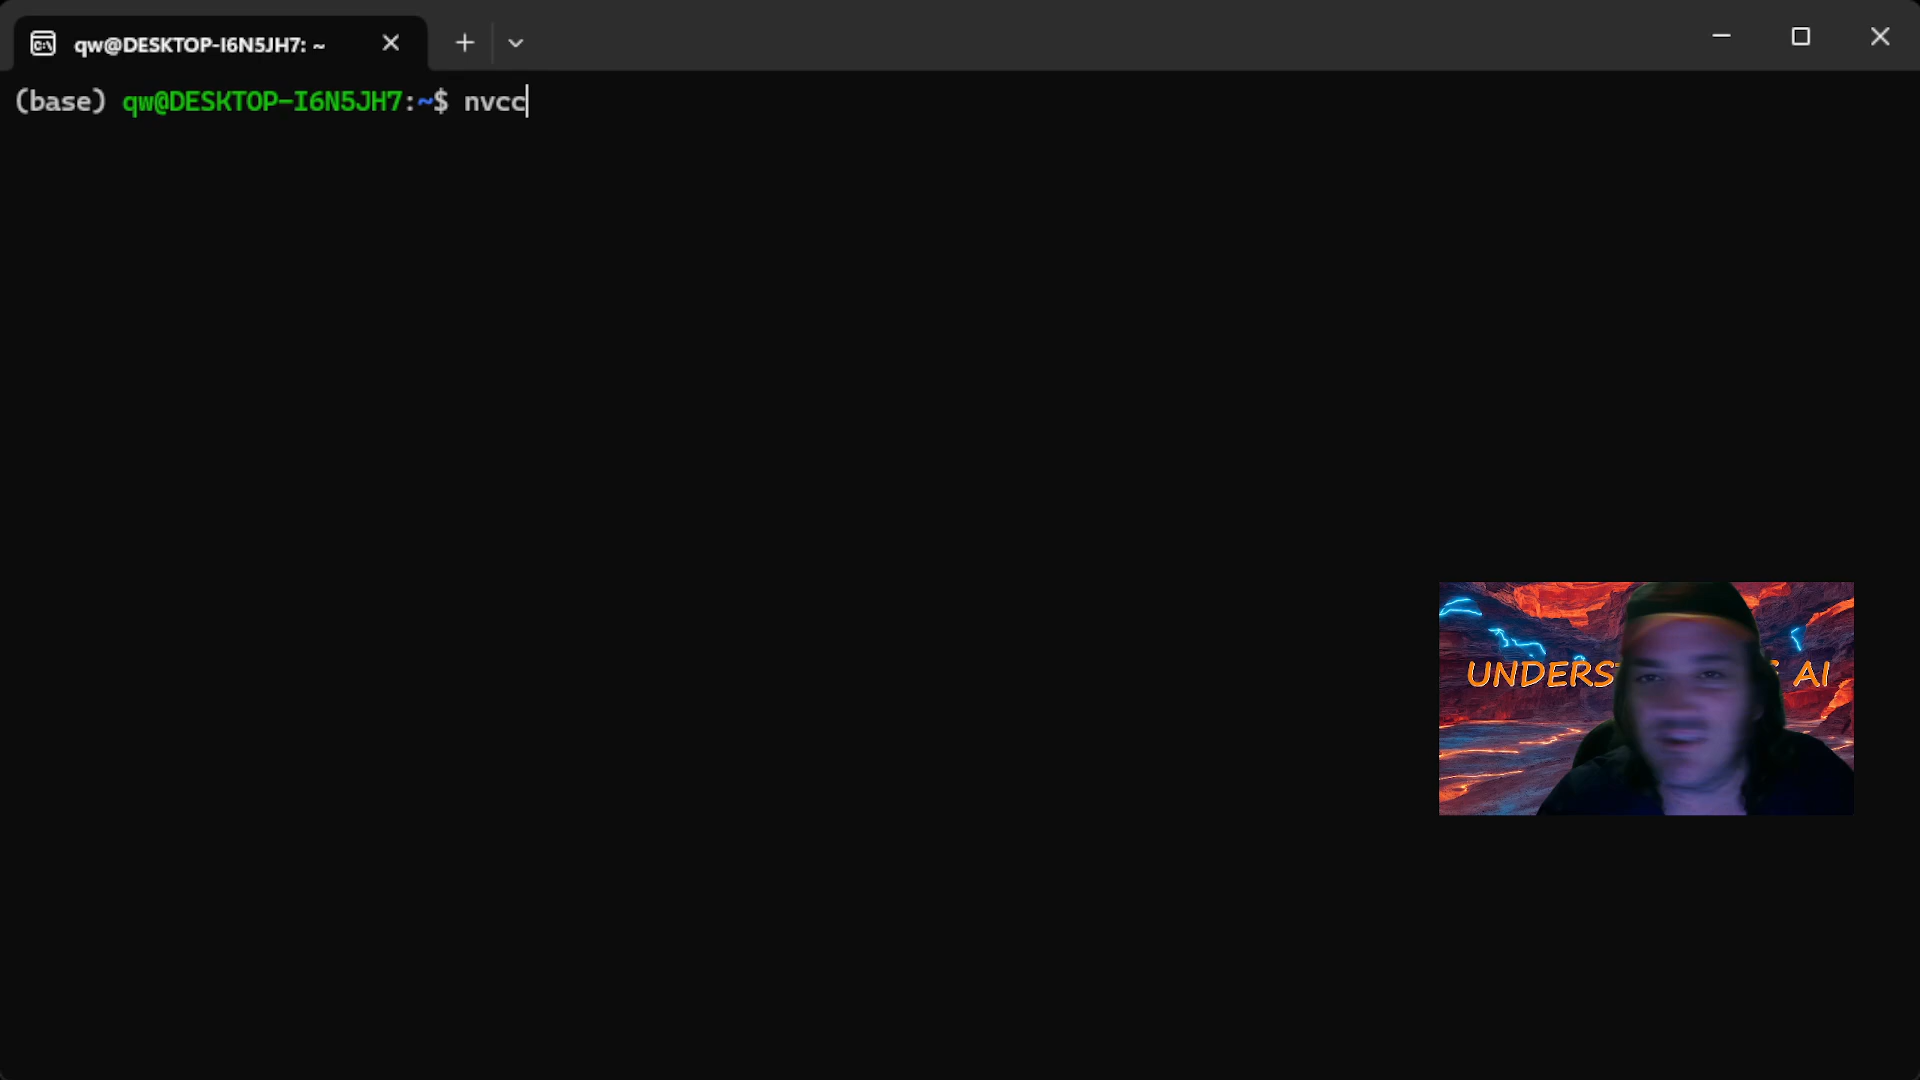 qw@DESKTOP-I6N5JH7: ~
(base) qw@DESKTOP-I6N5JH7:~$ nvcc
UNDERS AI